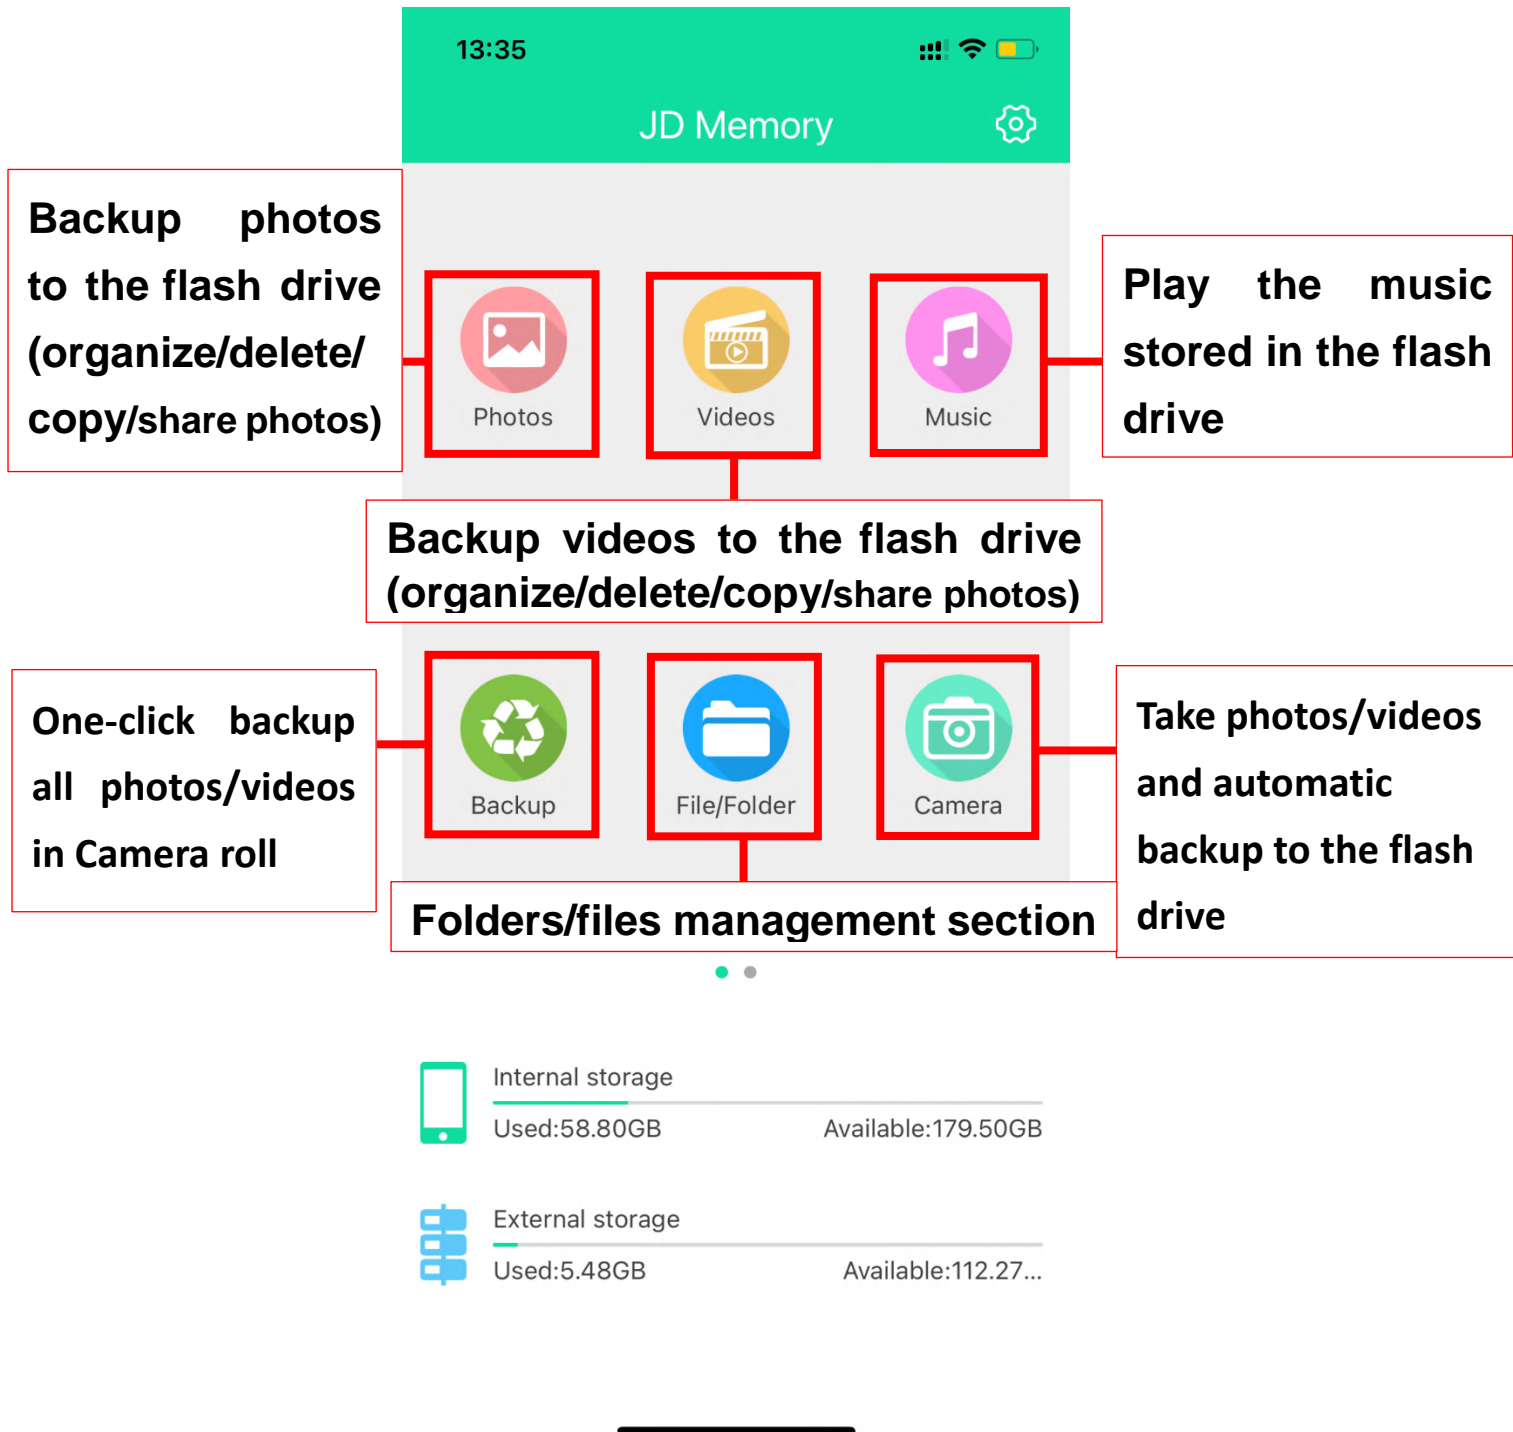 13:35
JD Memory
Backup photos
to the flash drive
(organize/delete/
copy/share photos)
Photos
Videos
Music
Play the music
stored in the flash
drive
Backup videos to the flash drive
(organize/delete/copy/share photos)
One-click backup
all photos/videos
in Camera roll
Backup
File/Folder
Camera
Take photos/videos
and automatic
backup to the flash
drive
Folders/files management section
Internal storage
Used:58.80GB
Available:179.50GB
External storage
Used:5.48GB
Available:112.27...